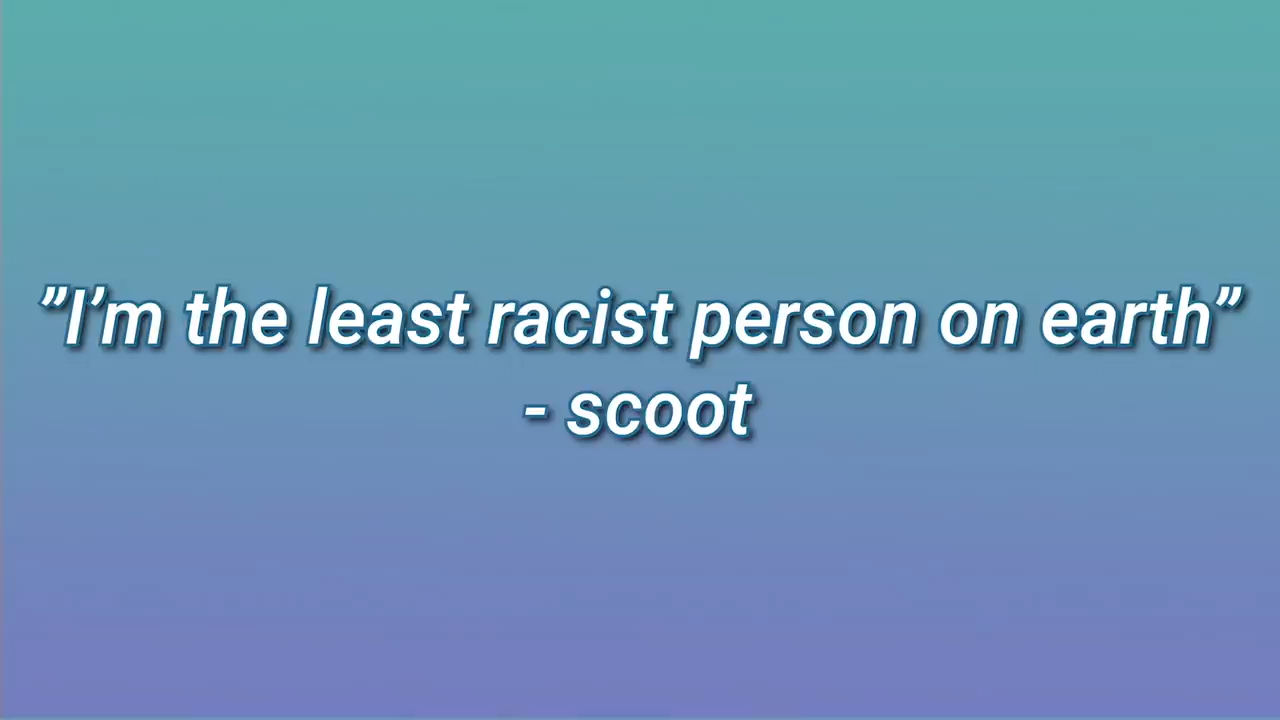 ”I’m the least racist person on earth”
- scoot